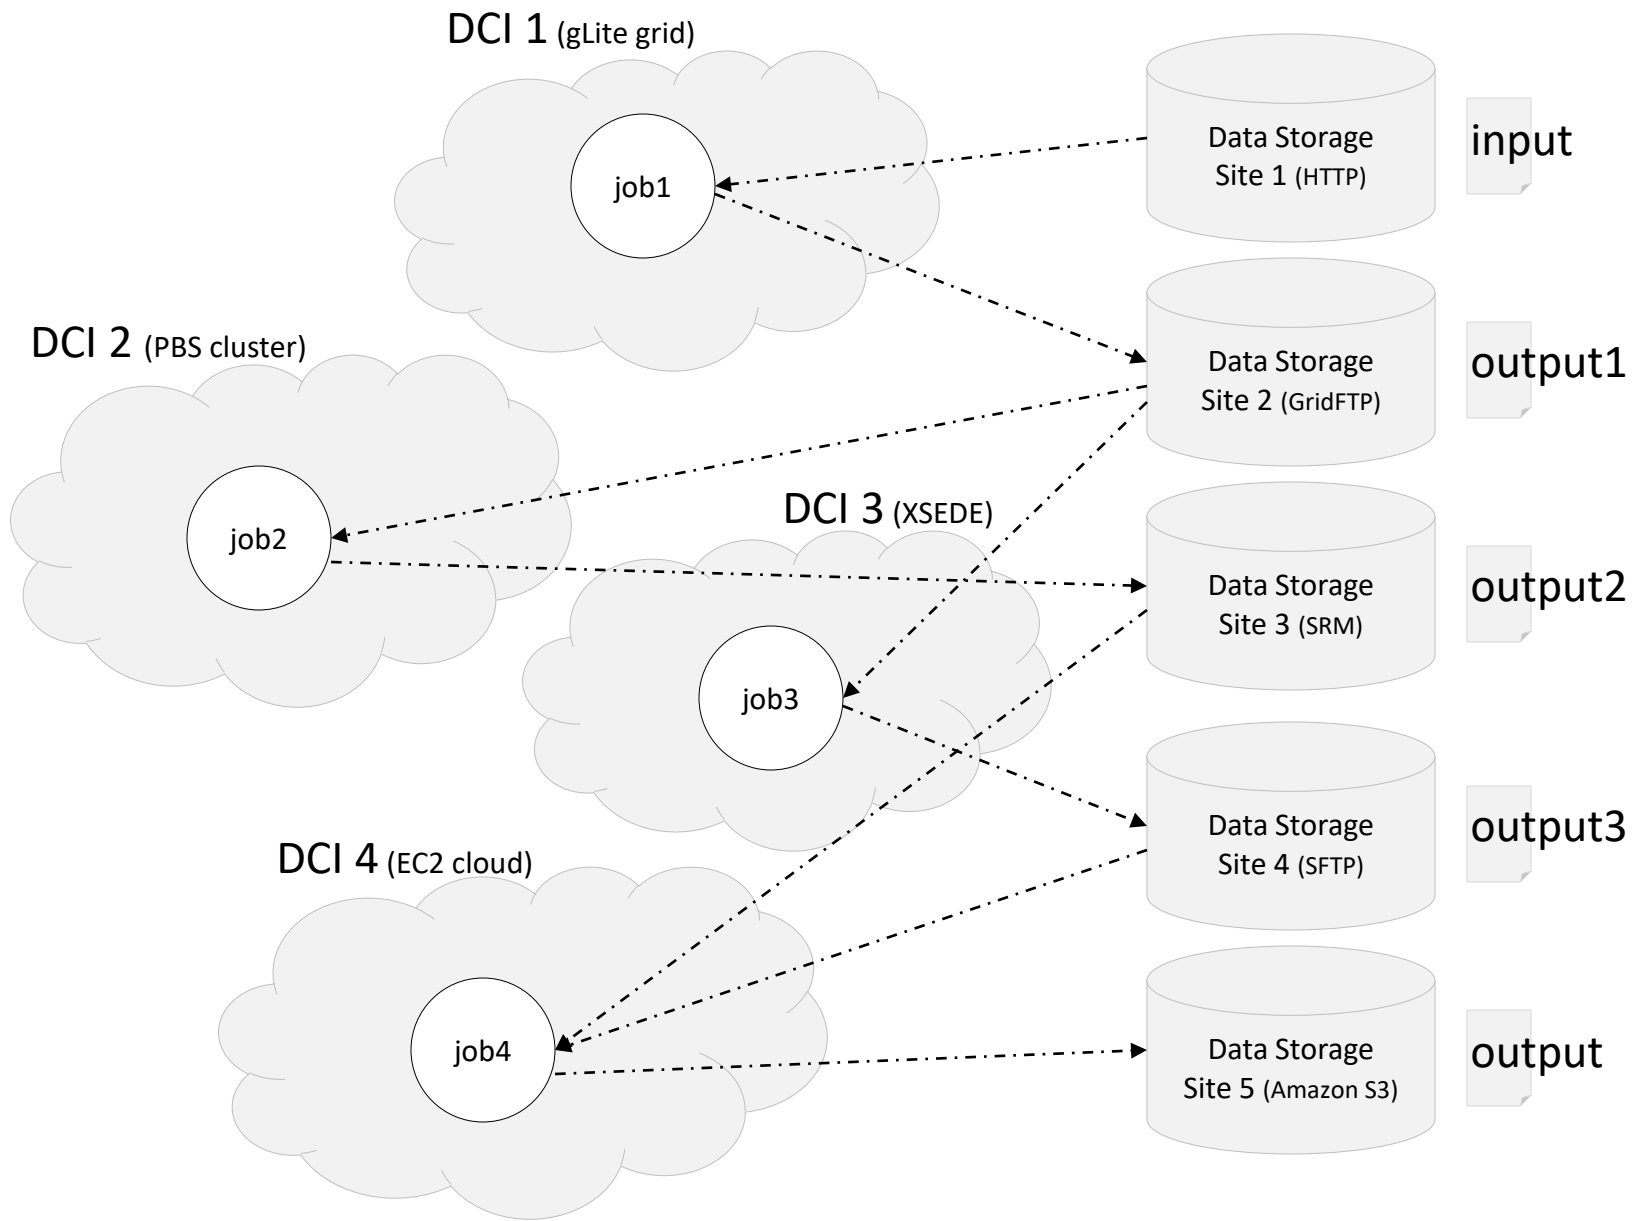 DCI 1 (gLite grid)
job1
Data Storage
Site 1 (HTTP)
input
DCI 2 (PBS cluster)
job2
Data Storage
Site 2 (GridFTP)
output1
DCI 3 (XSEDE)
job3
Data Storage
Site 3 (SRM)
output2
Data Storage
Site 4 (SFTP)
output3
DCI 4 (EC2 cloud)
job4
Data Storage
Site 5 (Amazon S3)
output